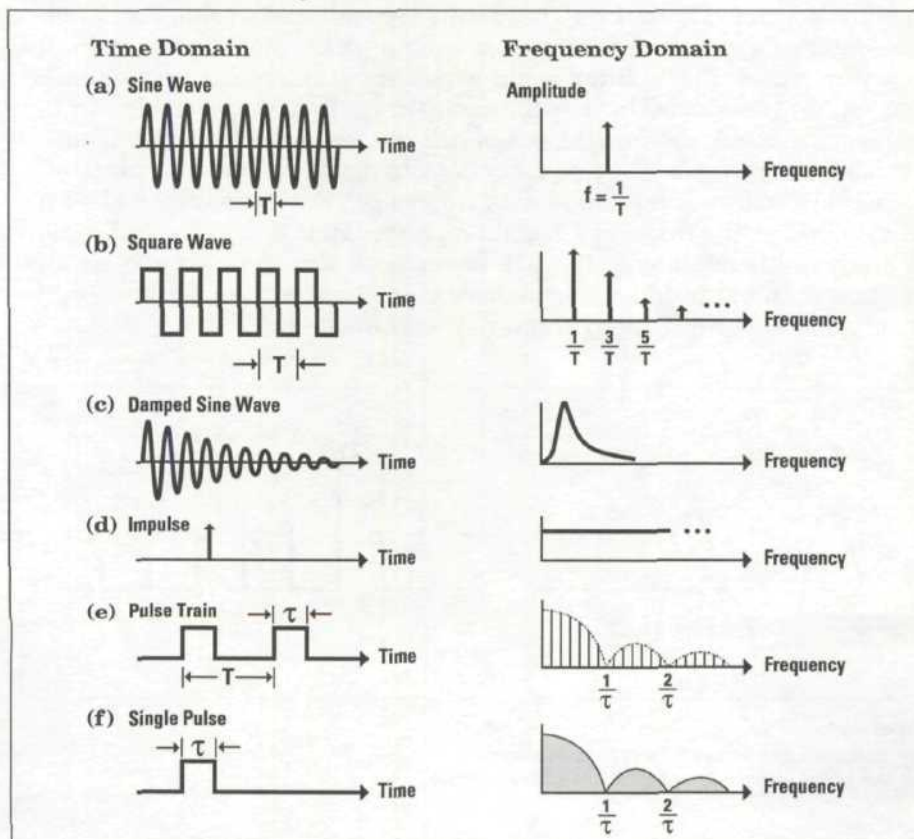 Time Domain
Frequency Domain
(a) Sine Wave
Amplitude
Time
T
Frequency
f = 1/T
(b) Square Wave
Time
T
...
Frequency
1/T 3/T 5/T
(c) Damped Sine Wave
Time
Frequency
(d) Impulse
Time
...
Frequency
(e) Pulse Train
τ
Time
T
Frequency
1/τ 2/τ
(f) Single Pulse
τ
Time
Frequency
1/τ 2/τ